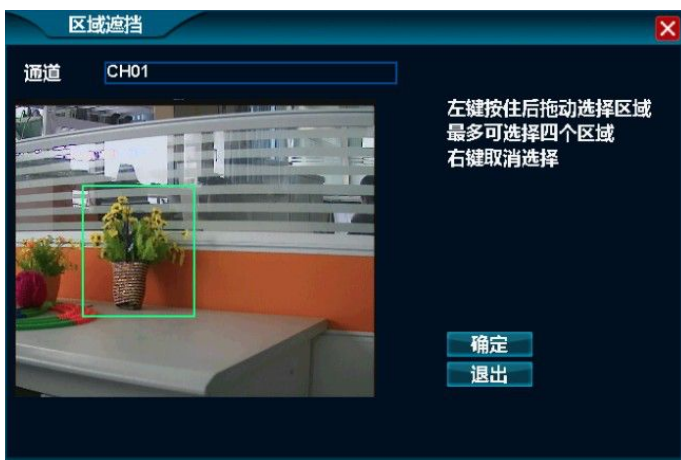 区域遮挡
通道 CH01
左键按住后拖动选择区域
最多可选择四个区域
右键取消选择
确定
退出